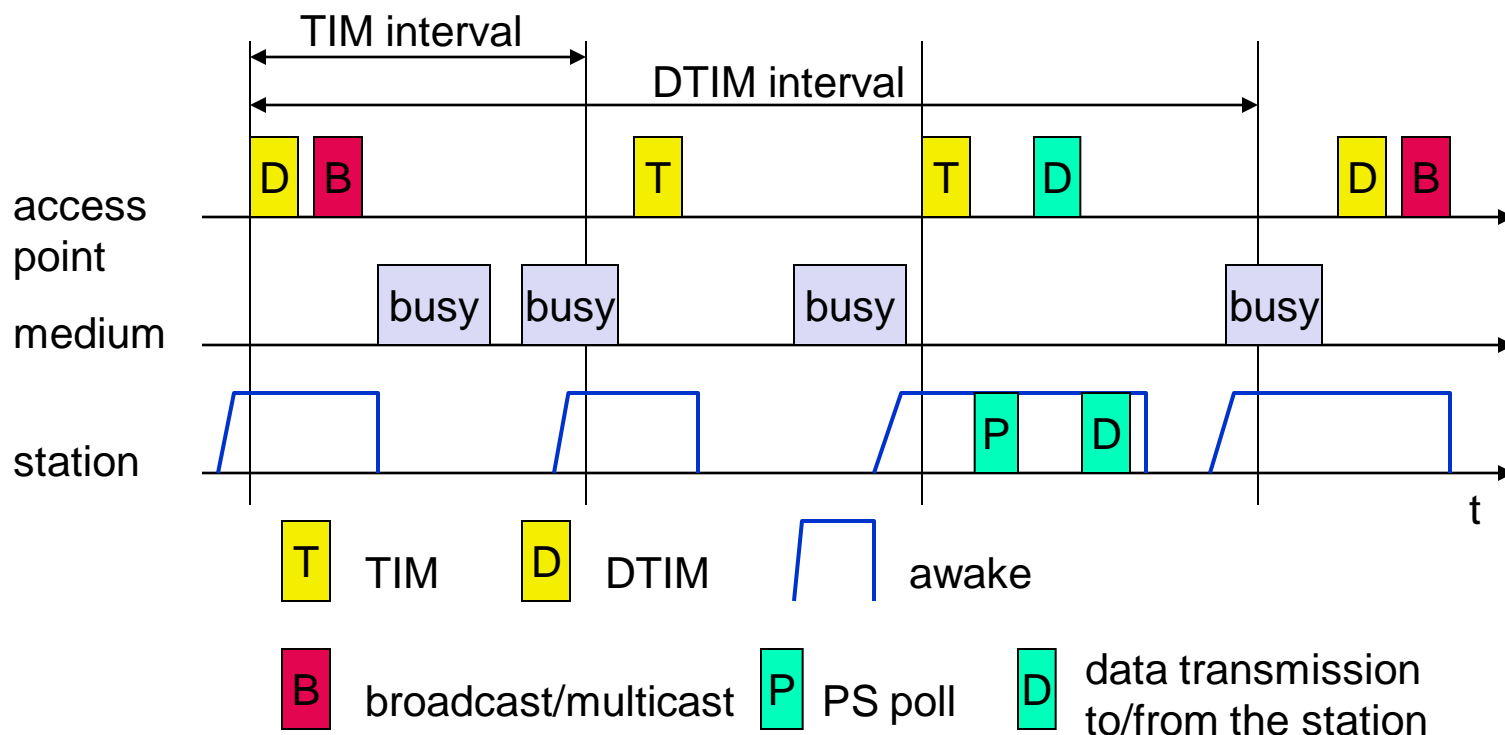 TIM interval
DTIM interval
D B T T D D B
access
point
busy busy busy busy
medium
P D
station
t
T TIM D DTIM awake
B broadcast/multicast P PS poll D data transmission
to/from the station